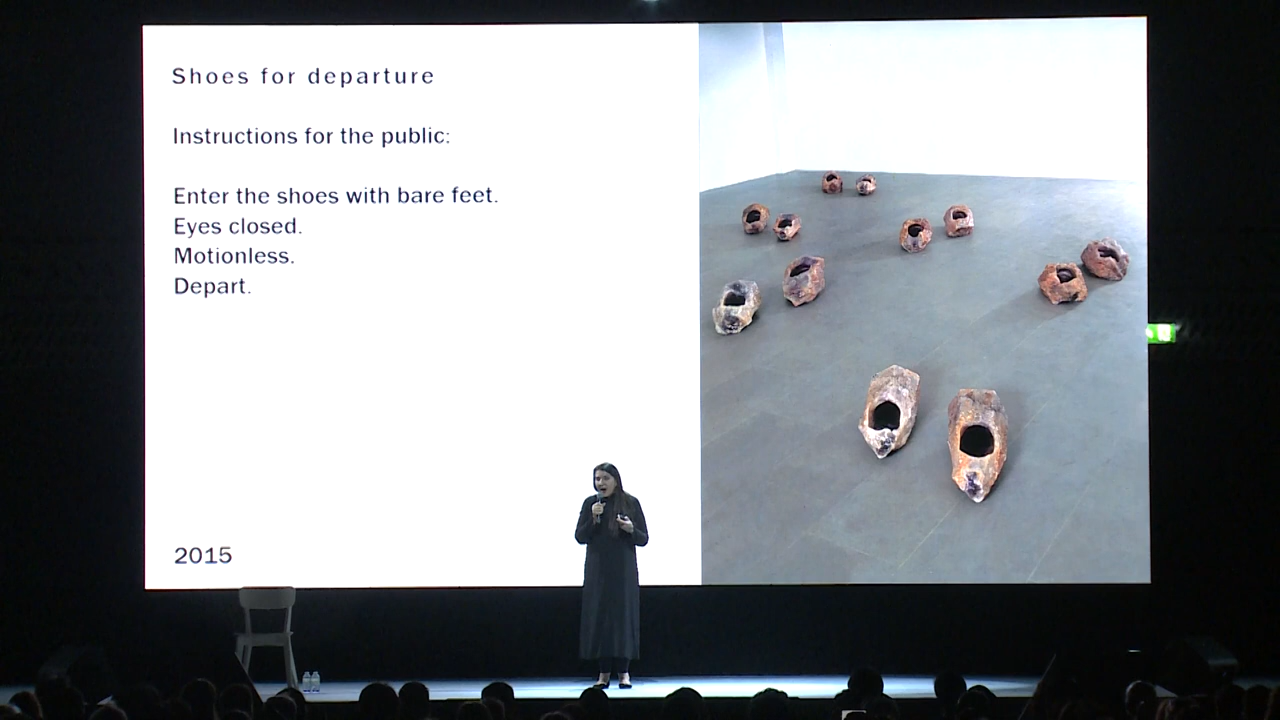 Shoes for departure
Instructions for the public:
Enter the shoes with bare feet.
Eyes closed.
Motionless.
Depart.
2015